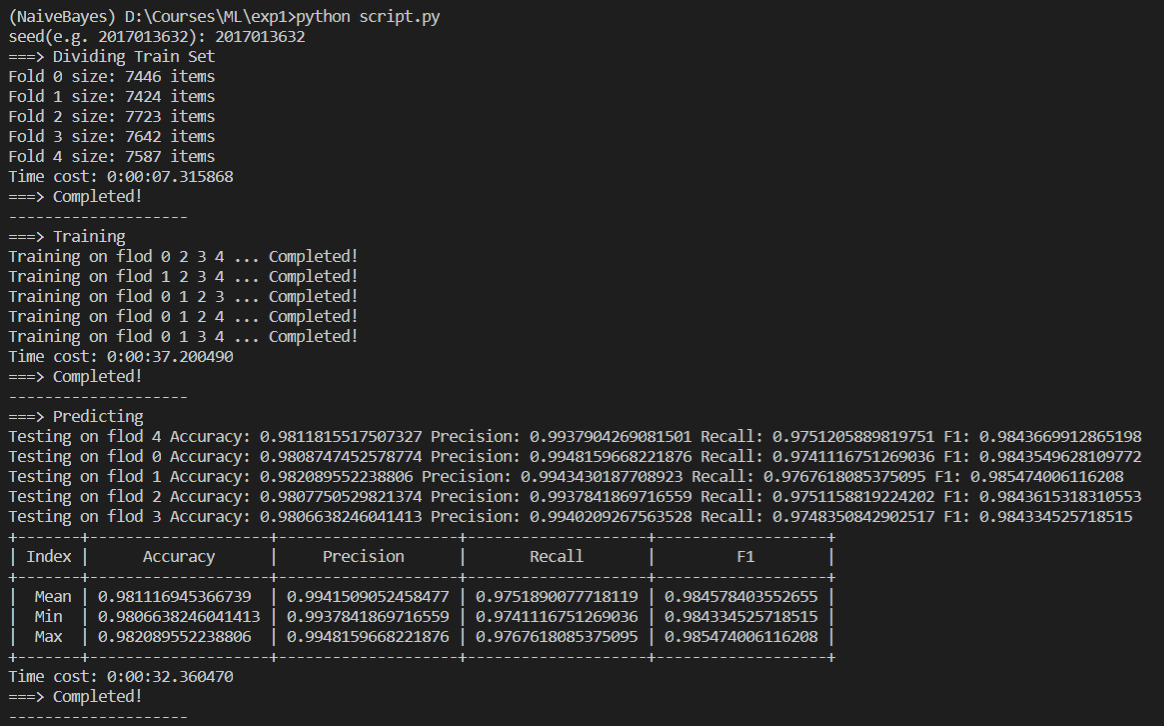 (NaiveBayes) D:\Courses\ML\exp1>python script.py
seed(e.g. 2017013632): 2017013632
===> Dividing Train Set
Fold 0 size: 7446 items
Fold 1 size: 7424 items
Fold 2 size: 7723 items
Fold 3 size: 7642 items
Fold 4 size: 7587 items
Time cost: 0:00:07.315868
===> Completed!
--------------------
===> Training
Training on flod 0 2 3 4 ... Completed!
Training on flod 1 2 3 4 ... Completed!
Training on flod 0 1 2 3 ... Completed!
Training on flod 0 1 2 4 ... Completed!
Training on flod 0 1 3 4 ... Completed!
Time cost: 0:00:37.200490
===> Completed!
--------------------
===> Predicting
Testing on flod 4 Accuracy: 0.9811815517507327 Precision: 0.9937904269081501 Recall: 0.9751205889819751 F1: 0.9843669912865198
Testing on flod 0 Accuracy: 0.9808747452578774 Precision: 0.9948159668221876 Recall: 0.9741116751269036 F1: 0.9843549628109772
Testing on flod 1 Accuracy: 0.982089552238806 Precision: 0.9943430187708923 Recall: 0.9767618085375095 F1: 0.985474006116208
Testing on flod 2 Accuracy: 0.9807750529821374 Precision: 0.9937841869716559 Recall: 0.9751158819224202 F1: 0.9843615318310553
Testing on flod 3 Accuracy: 0.9806638246041413 Precision: 0.9940209267563528 Recall: 0.9748350842902517 F1: 0.984334525718515
+-------+--------------------+--------------------+--------------------+-------------------+
| Index |      Accuracy      |     Precision      |       Recall       |         F1        |
+-------+--------------------+--------------------+--------------------+-------------------+
|  Mean | 0.981116945366739  | 0.9941509052458477 | 0.9751890077718119 | 0.984578403552655 |
|  Min  | 0.9806638246041413 | 0.9937841869716559 | 0.9741116751269036 | 0.984334525718515 |
|  Max  | 0.982089552238806  | 0.9948159668221876 | 0.9767618085375095 | 0.985474006116208 |
+-------+--------------------+--------------------+--------------------+-------------------+
Time cost: 0:00:32.360470
===> Completed!
--------------------